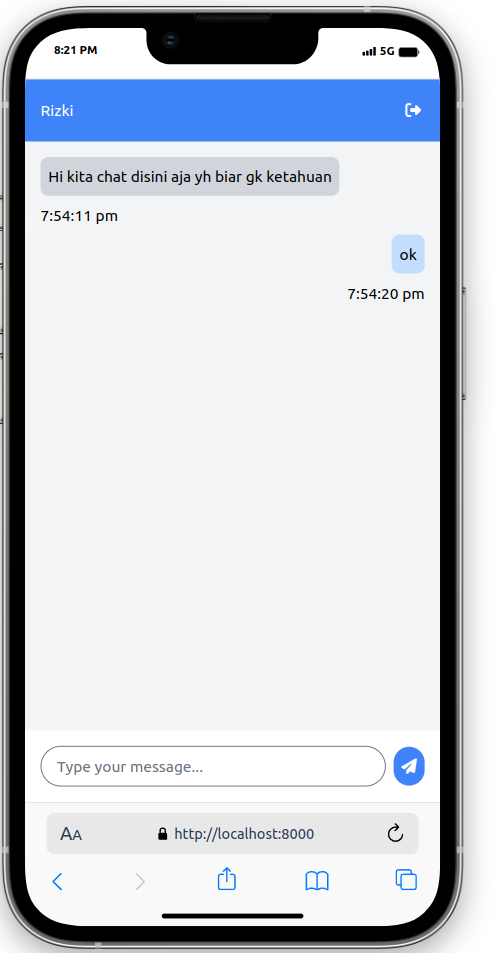 8:21 PM
5G
Rizki
Hi kita chat disini aja yh biar gk ketahuan
7:54:11 pm
ok
7:54:20 pm
Type your message...
AA http://localhost:8000